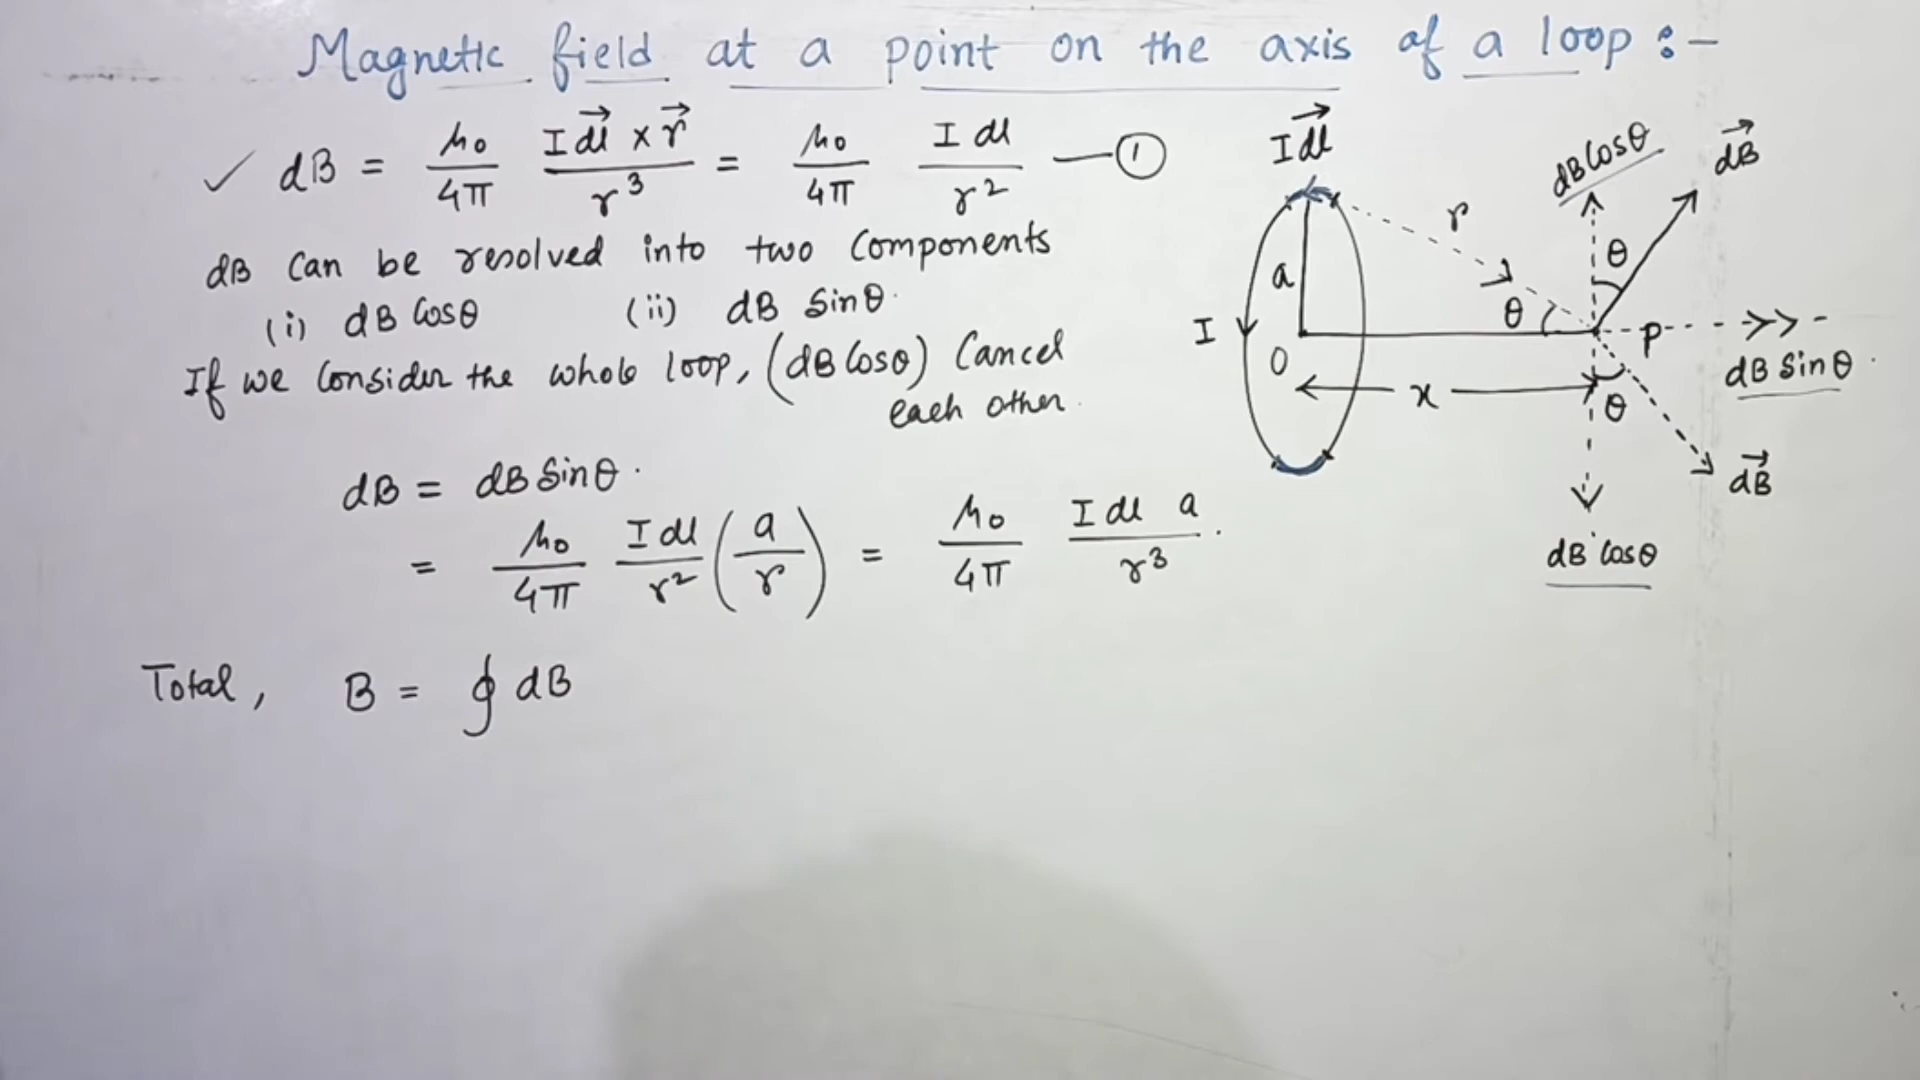 Magnetic field at a point on the axis of a loop :-
✓ dB = μ₀/4π I d⃗l × r⃗ / r³ = μ₀/4π I dl / r² —①
dB Can be resolved into two Components
(i) dB Cosθ (ii) dB Sinθ.
If we Consider the whole loop, (dB Cosθ) Cancel
each other.
dB = dB Sinθ.
= μ₀/4π I dl/r² (a/r) = μ₀/4π I dl a / r³.
Total, B = ∮ dB
I d⃗l
dB Cosθ
d⃗B
r
θ
a
θ
I
O
P
dB Sinθ.
x
θ
d⃗B
dB Cosθ